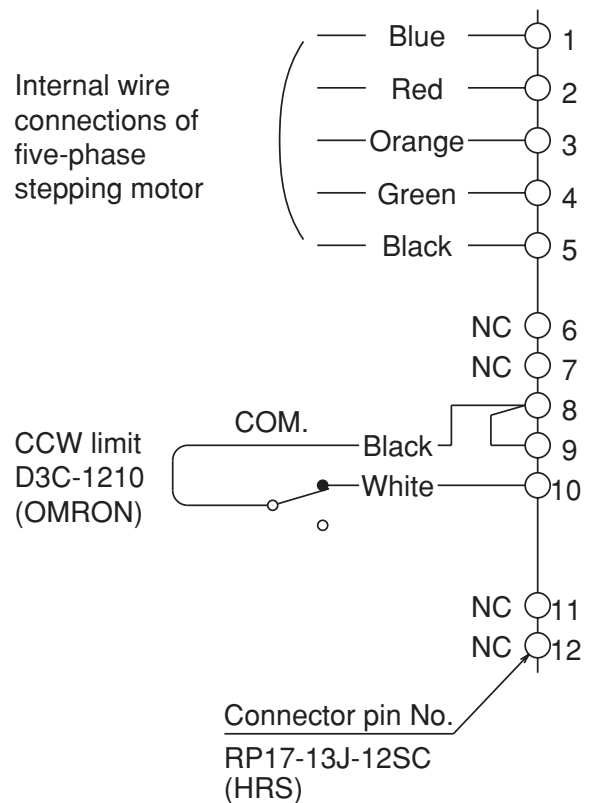 Blue 1
Red 2
Internal wire
connections of
five-phase
stepping motor
Orange 3
Green 4
Black 5
NC 6
NC 7
8
COM.
CCW limit
D3C-1210
(OMRON)
Black 9
White 10
NC 11
NC 12
Connector pin No.
RP17-13J-12SC
(HRS)